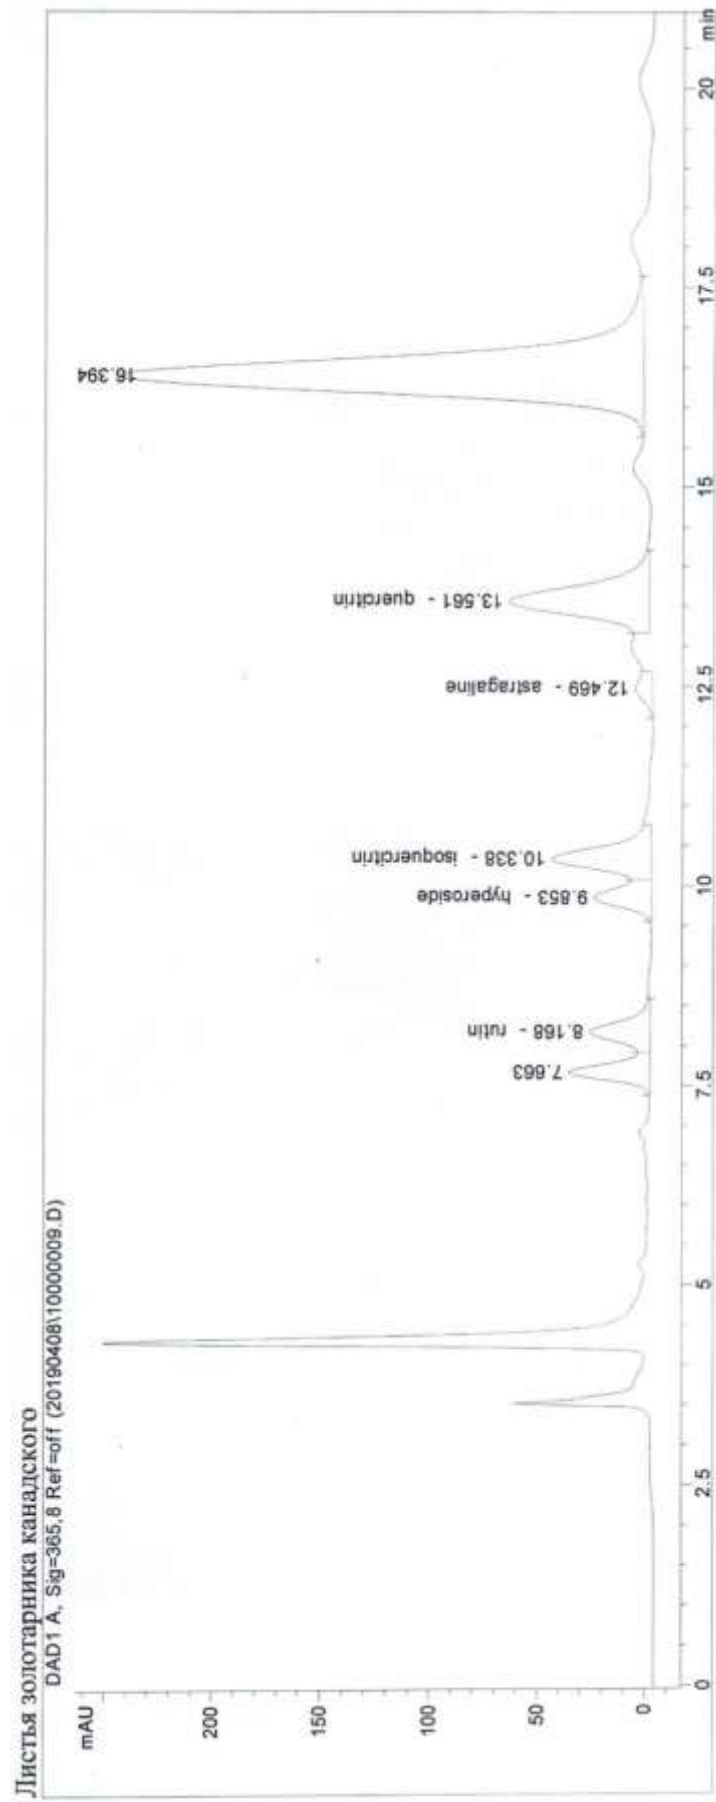 Листья золотарника канадского
DAD1 A, Sig=365,8 Ref=off (20190408\10000009.D)
mAU
200
150
100
50
0
7.663
8.168 - rutin
9.853 - hyperoside
10.338 - isoquercitrin
12.469 - astragaline
13.561 - quercitrin
16.394
0
2.5
5
7.5
10
12.5
15
17.5
20
min